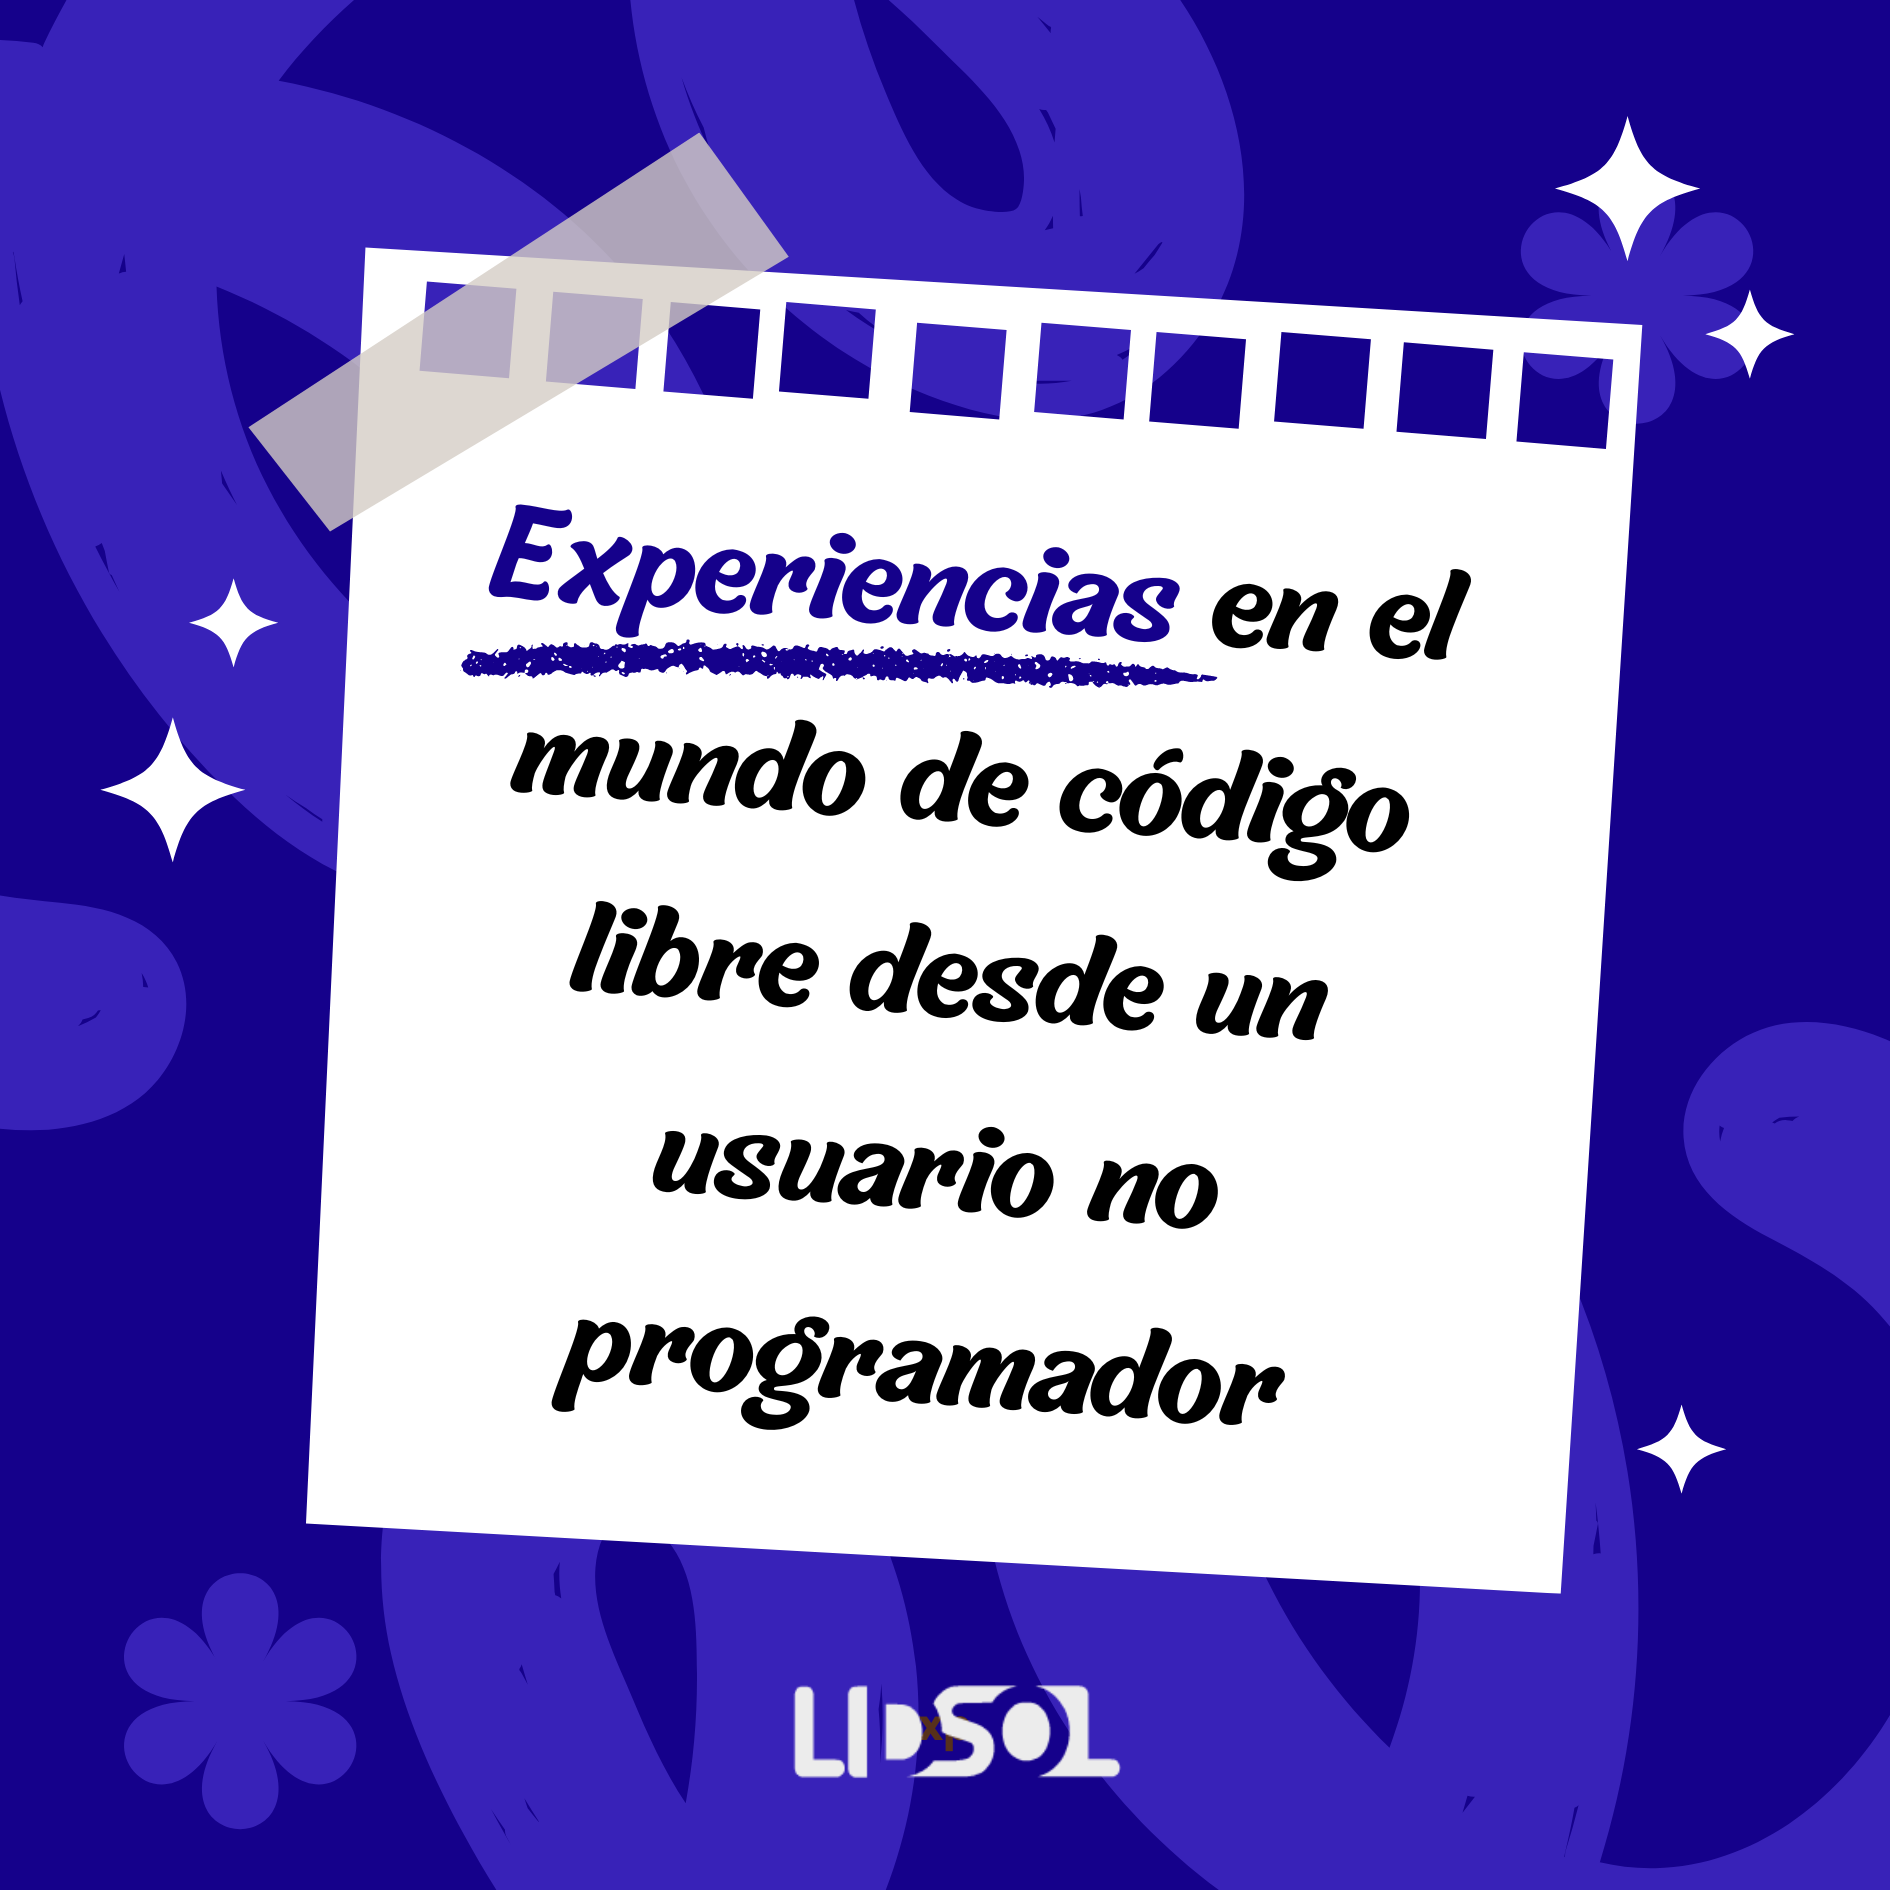 Experiencias en el
mundo de código
libre desde un
usuario no
programador
LIDSOL